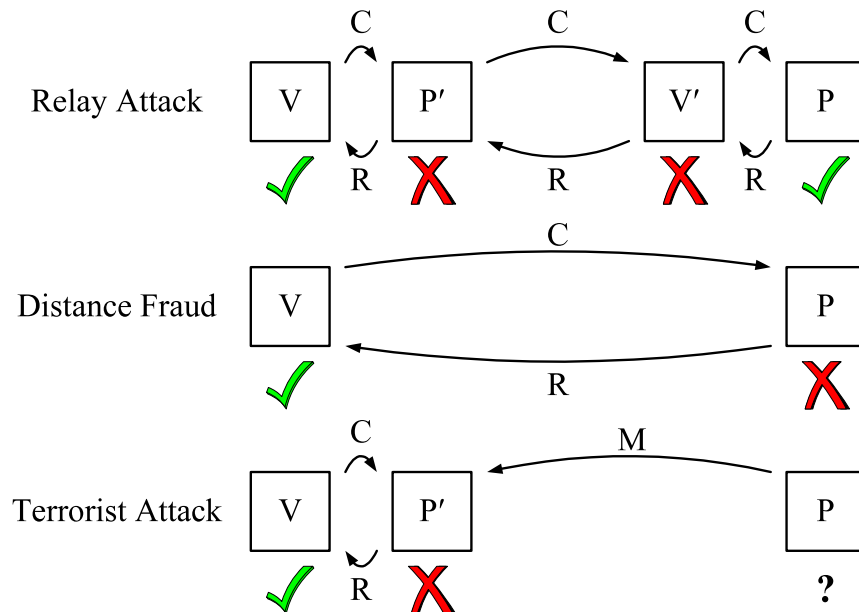 C C C
Relay Attack V P′ V′ P
R R R
C
Distance Fraud V P
R
C M
Terrorist Attack V P′ P
R ?